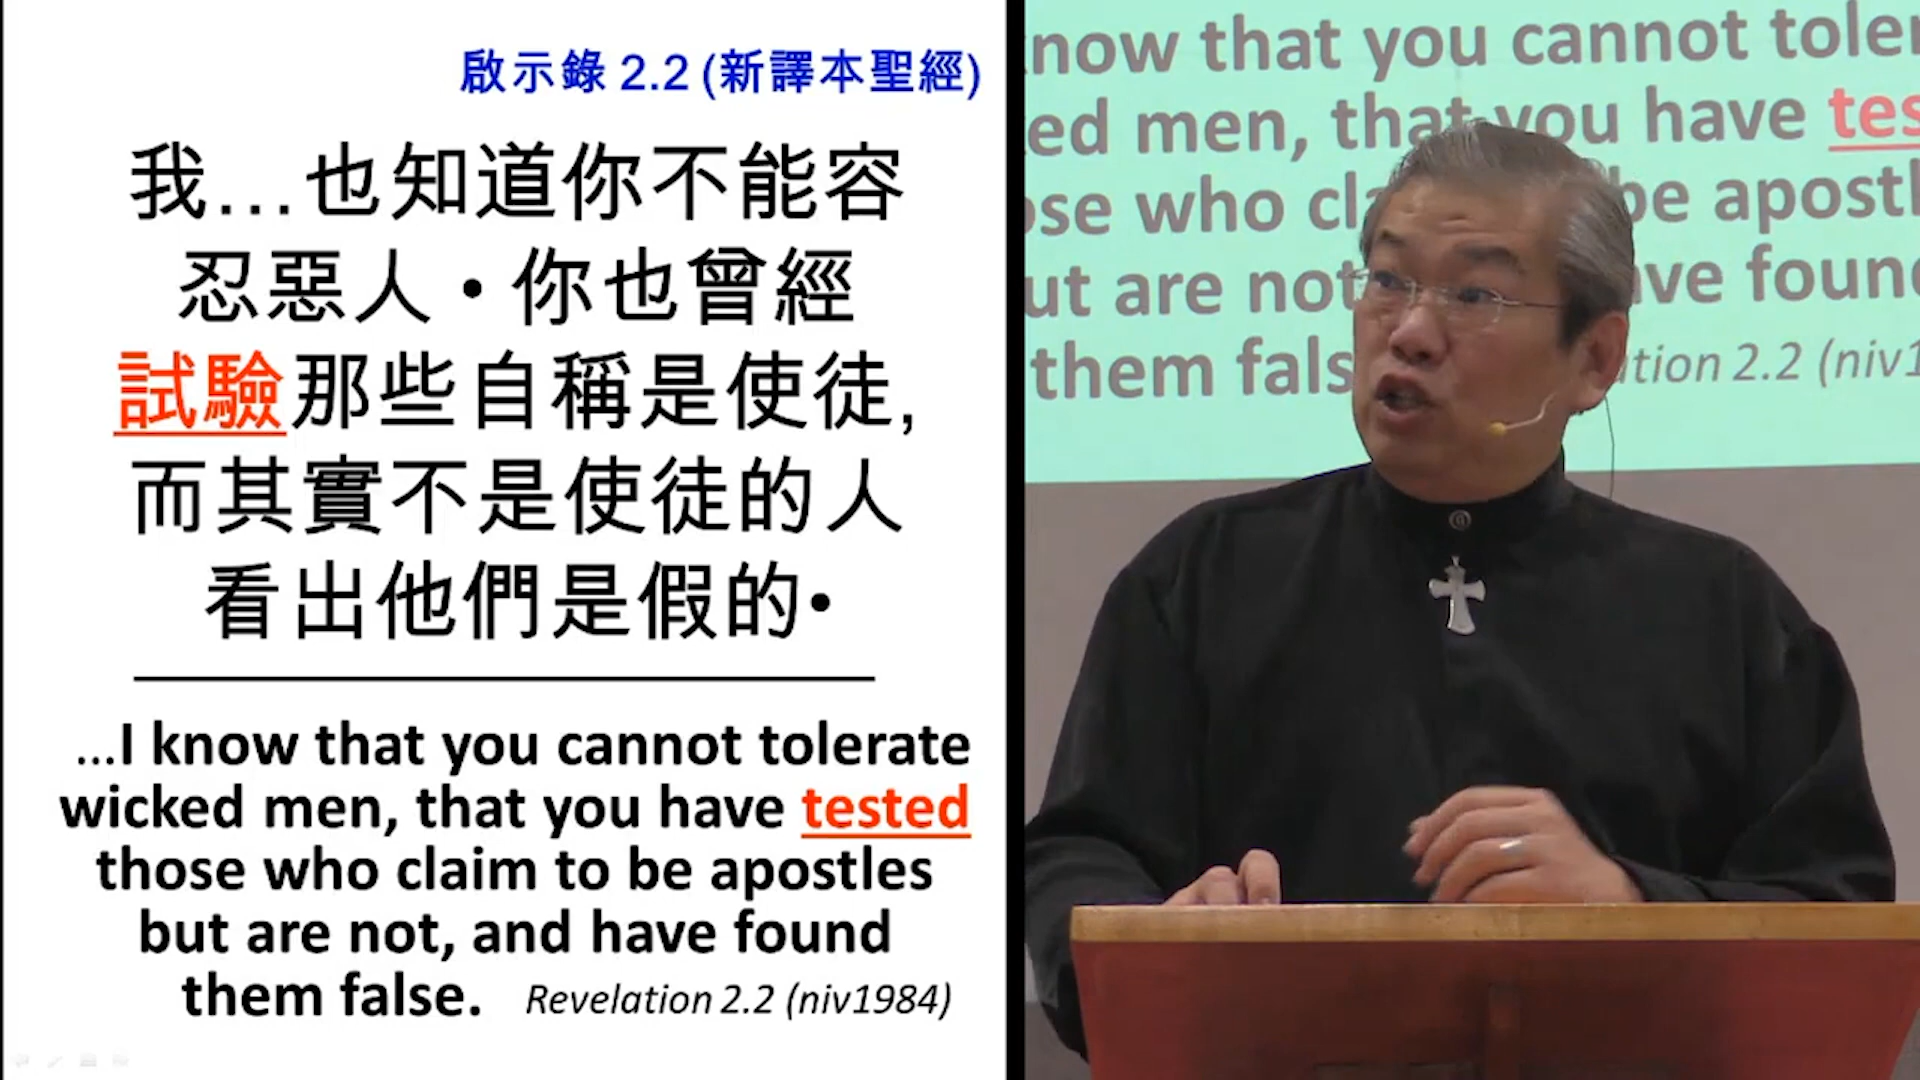 啟示錄 2.2 (新譯本聖經)
我…也知道你不能容
忍惡人•你也曾經
試驗那些自稱是使徒,
而其實不是使徒的人
看出他們是假的•
...I know that you cannot tolerate
wicked men, that you have tested
those who claim to be apostles
but are not, and have found
them false. Revelation 2.2 (niv1984)
now that you cannot toler
ed men, that you have tes
ose who cla be apostl
ut are not ve foun
them fals ation 2.2 (niv1